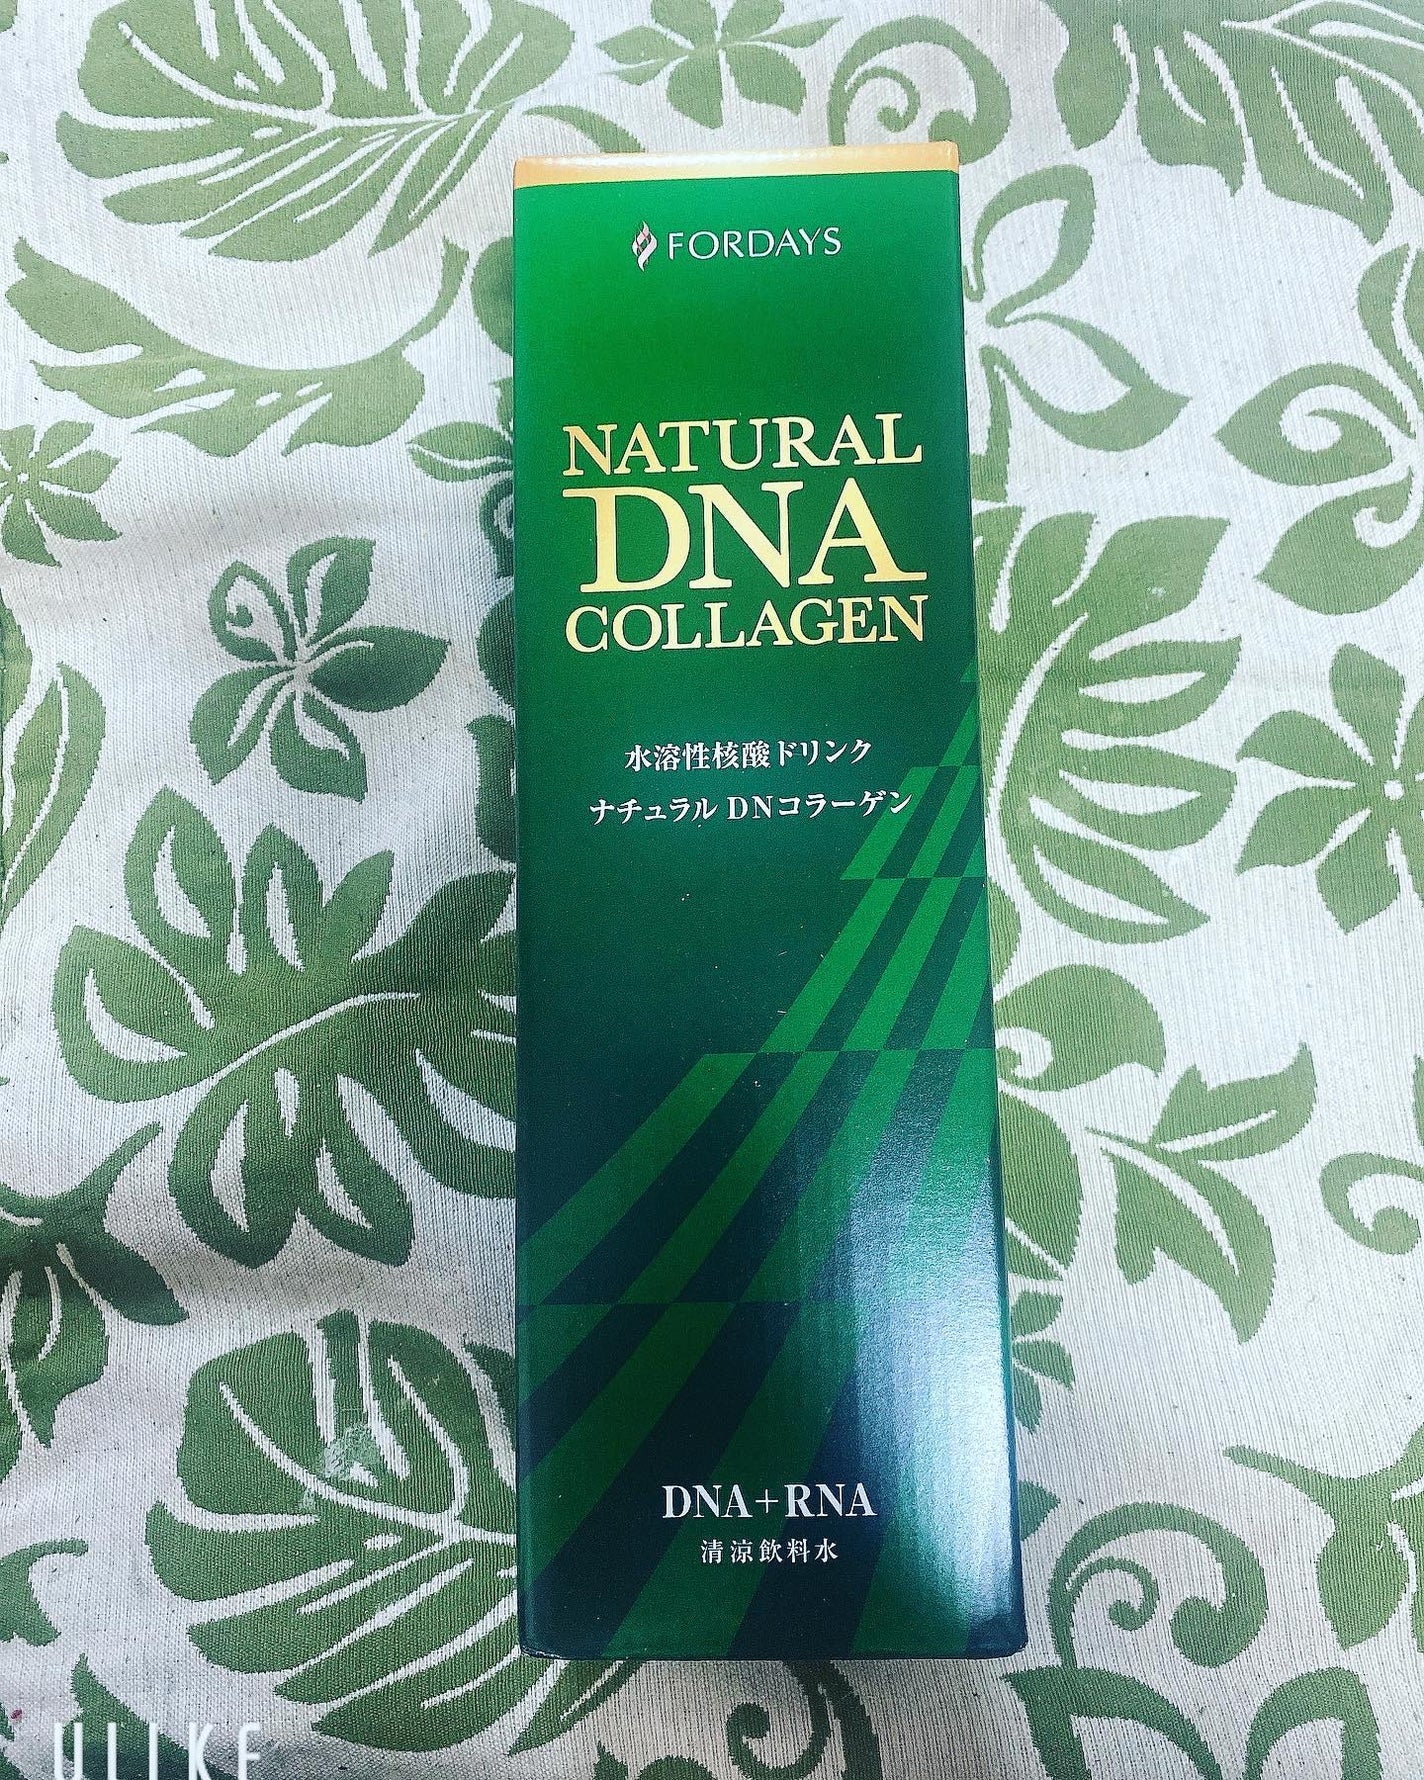 FORDAYS
NATURAL
DNA
COLLAGEN
水溶性核酸ドリンク
ナチュラル DNコラーゲン
DNA+RNA
清涼飲料水
ULIKE